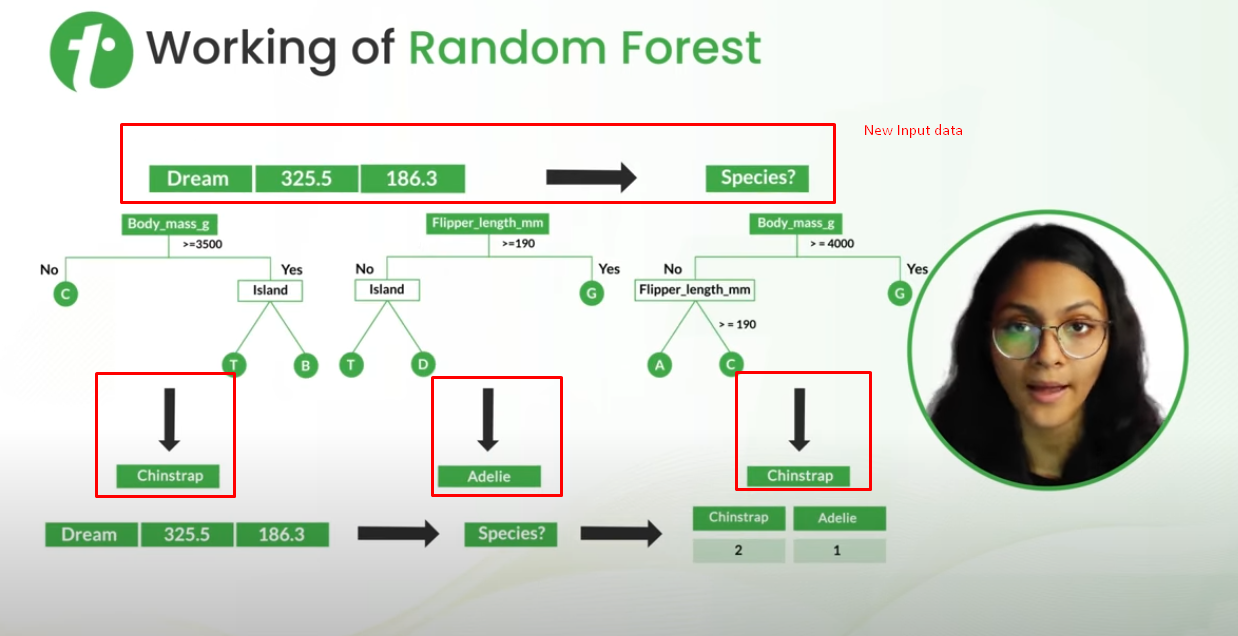 Working of Random Forest
New Input data
Dream 325.5 186.3 Species?
Body_mass_g Flipper_length_mm Body_mass_g
>=3500 >=190 > = 4000
No Yes No Yes No Yes
C Island Island G Flipper_length_mm G
> = 190
T B T D A C
Chinstrap Adelie Chinstrap
Dream 325.5 186.3 Species? Chinstrap Adelie
2 1